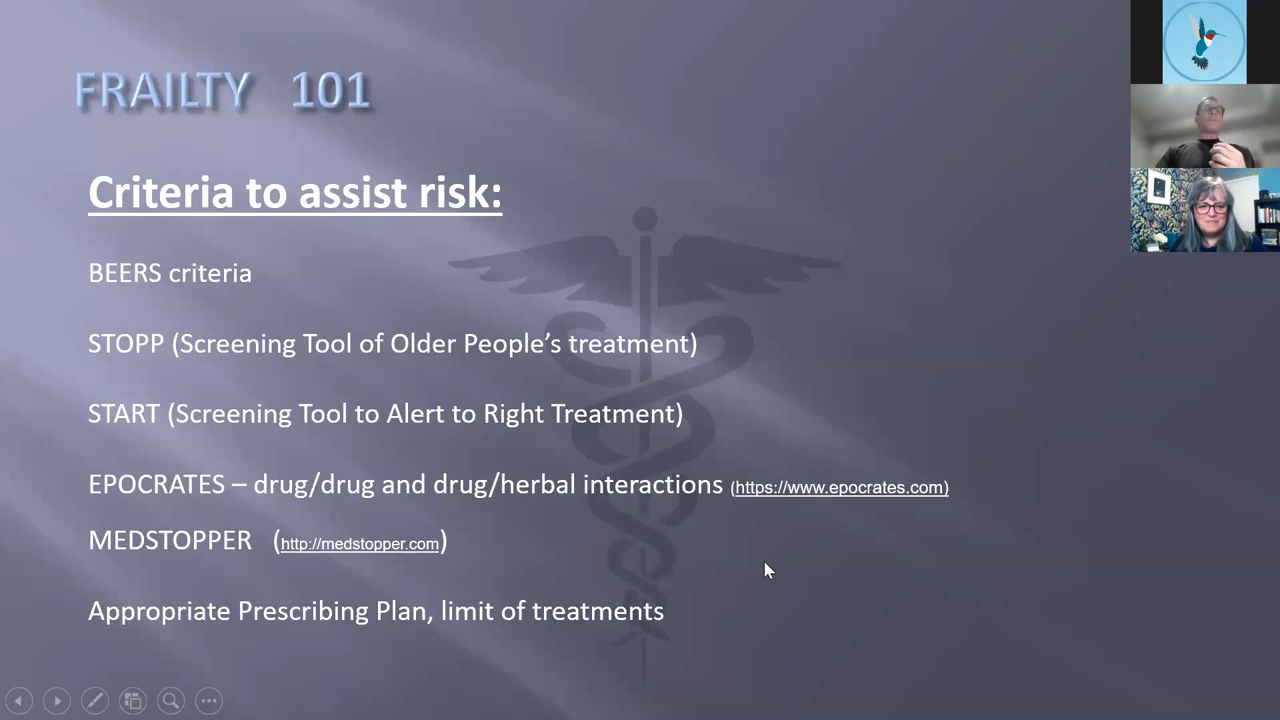 FRAILTY 101
Criteria to assist risk:
BEERS criteria
STOPP (Screening Tool of Older People’s treatment)
START (Screening Tool to Alert to Right Treatment)
EPOCRATES – drug/drug and drug/herbal interactions (https://www.epocrates.com)
MEDSTOPPER (http://medstopper.com)
Appropriate Prescribing Plan, limit of treatments